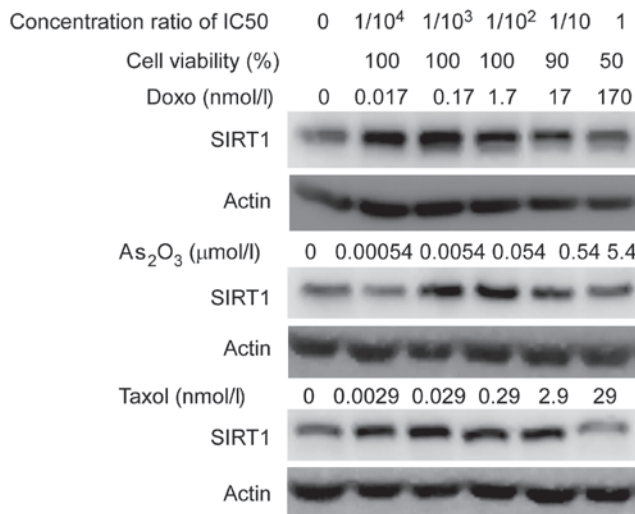 Concentration ratio of IC50 0 1/10⁴ 1/10³ 1/10² 1/10 1
Cell viability (%) 100 100 100 90 50
Doxo (nmol/l) 0 0.017 0.17 1.7 17 170
SIRT1
Actin
As₂O₃ (μmol/l) 0 0.00054 0.0054 0.054 0.54 5.4
SIRT1
Actin
Taxol (nmol/l) 0 0.0029 0.029 0.29 2.9 29
SIRT1
Actin